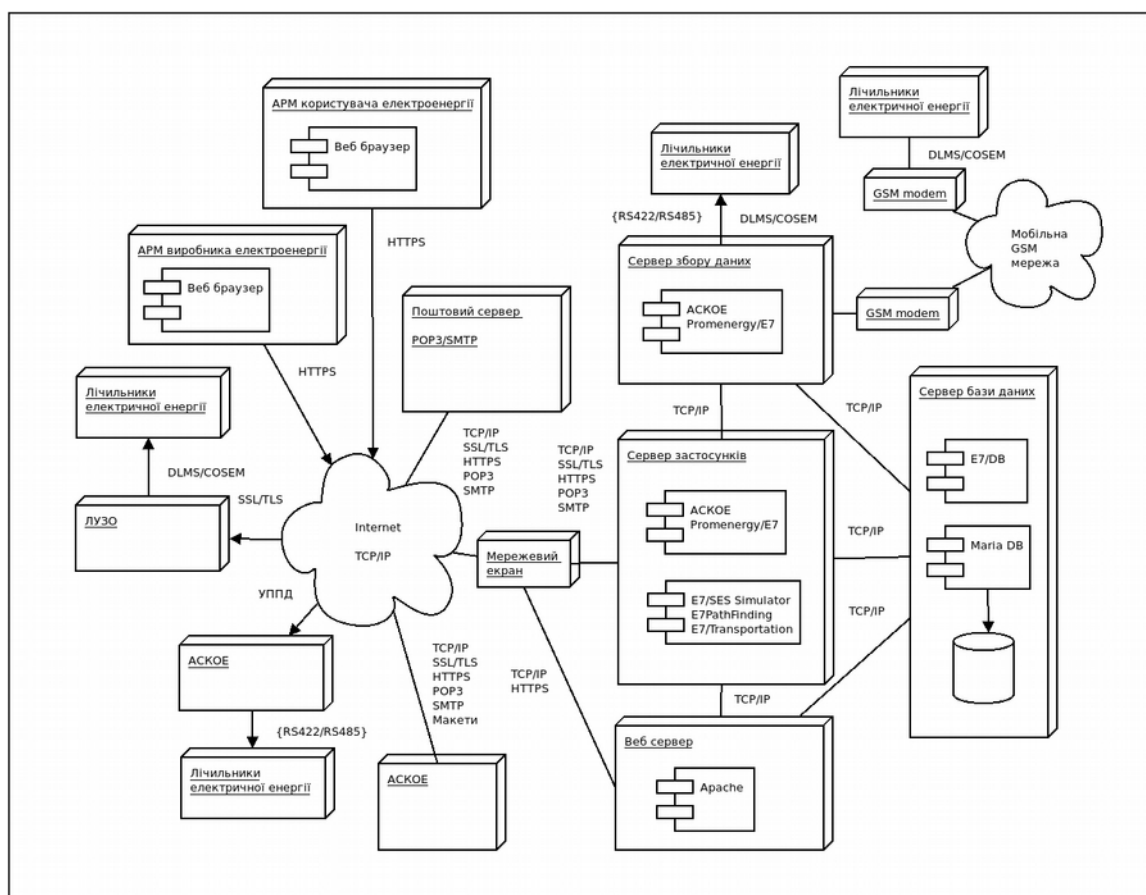 АРМ користувача електроенергії
Веб браузер
HTTPS
АРМ виробника електроенергії
Веб браузер
HTTPS
Поштовий сервер
POP3/SMTP
Лічильники
електричної енергії
DLMS/COSEM
ЛУЗО
SSL/TLS
Internet
TCP/IP
TCP/IP
SSL/TLS
HTTPS
POP3
SMTP
УППД
АСКОЕ
{RS422/RS485}
Лічильники
електричної енергії
TCP/IP
SSL/TLS
HTTPS
POP3
SMTP
Макети
АСКОЕ
Мережевий
екран
TCP/IP
SSL/TLS
HTTPS
POP3
SMTP
TCP/IP
HTTPS
Лічильники
електричної енергії
{RS422/RS485}
DLMS/COSEM
Сервер збору даних
АСКОЕ
Promenergy/E7
TCP/IP
Сервер застосунків
АСКОЕ
Promenergy/E7
E7/SES Simulator
E7PathFinding
E7/Transportation
TCP/IP
Веб сервер
Apache
Лічильники
електричної енергії
DLMS/COSEM
GSM modem
Мобільна
GSM
мережа
GSM modem
TCP/IP
TCP/IP
TCP/IP
Сервер бази даних
E7/DB
Maria DB